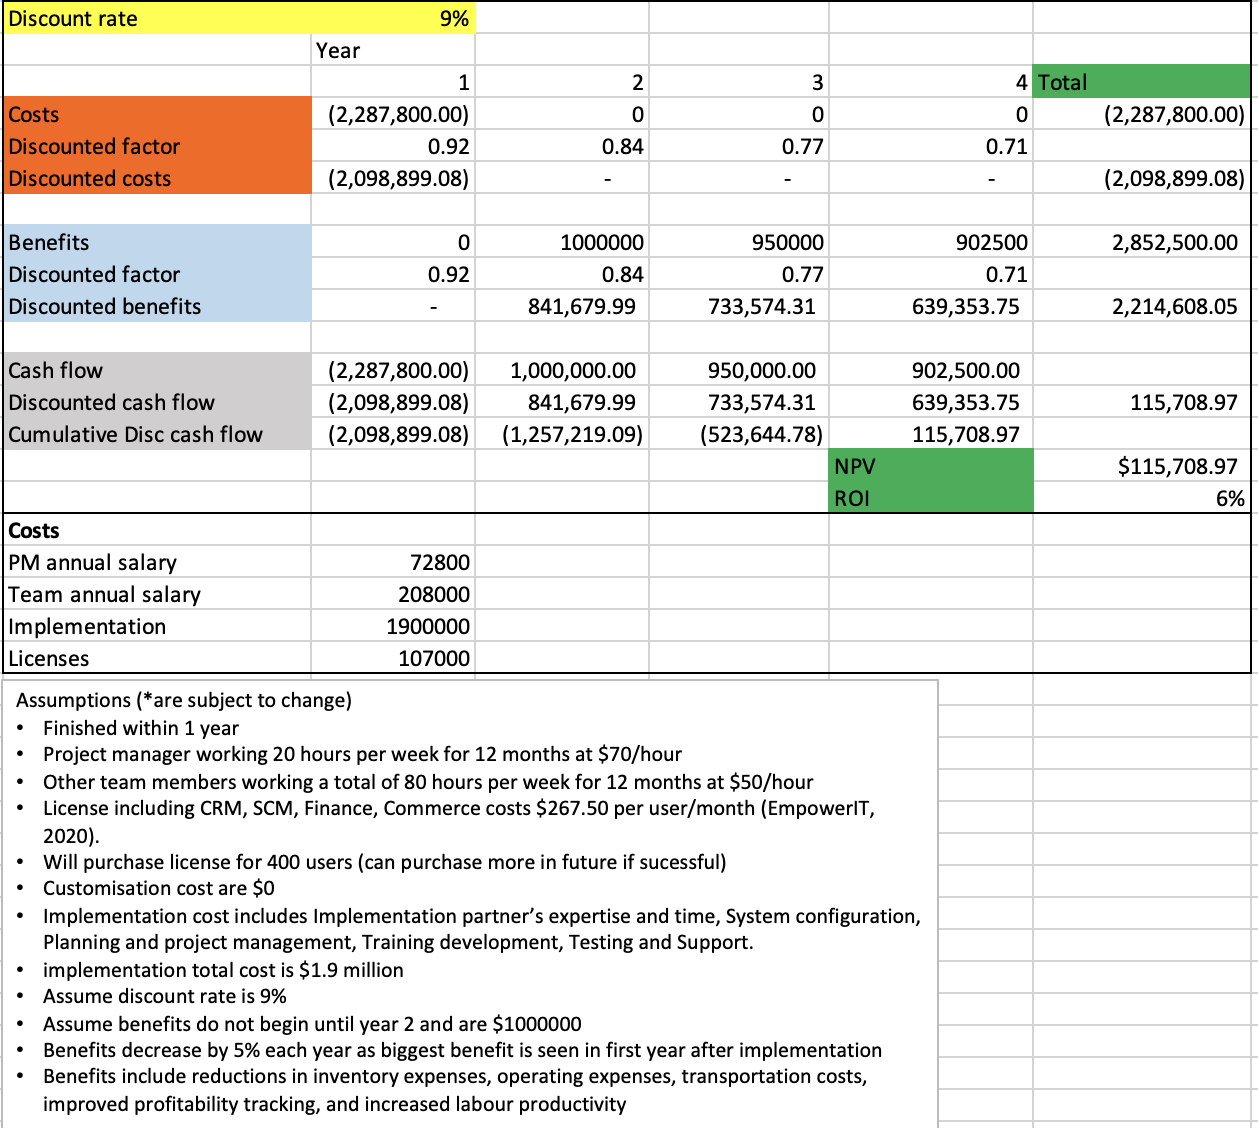 Discount rate 9%
Year
1 2 3 4 Total
Costs (2,287,800.00) 0 0 0 (2,287,800.00)
Discounted factor 0.92 0.84 0.77 0.71
Discounted costs (2,098,899.08) - - - (2,098,899.08)
Benefits 0 1000000 950000 902500 2,852,500.00
Discounted factor 0.92 0.84 0.77 0.71
Discounted benefits - 841,679.99 733,574.31 639,353.75 2,214,608.05
Cash flow (2,287,800.00) 1,000,000.00 950,000.00 902,500.00
Discounted cash flow (2,098,899.08) 841,679.99 733,574.31 639,353.75 115,708.97
Cumulative Disc cash flow (2,098,899.08) (1,257,219.09) (523,644.78) 115,708.97
NPV $115,708.97
ROI 6%
Costs
PM annual salary 72800
Team annual salary 208000
Implementation 1900000
Licenses 107000
Assumptions (*are subject to change)
• Finished within 1 year
• Project manager working 20 hours per week for 12 months at $70/hour
• Other team members working a total of 80 hours per week for 12 months at $50/hour
• License including CRM, SCM, Finance, Commerce costs $267.50 per user/month (EmpowerIT,
2020).
• Will purchase license for 400 users (can purchase more in future if sucessful)
• Customisation cost are $0
• Implementation cost includes Implementation partner's expertise and time, System configuration,
Planning and project management, Training development, Testing and Support.
• implementation total cost is $1.9 million
• Assume discount rate is 9%
• Assume benefits do not begin until year 2 and are $1000000
• Benefits decrease by 5% each year as biggest benefit is seen in first year after implementation
• Benefits include reductions in inventory expenses, operating expenses, transportation costs,
improved profitability tracking, and increased labour productivity